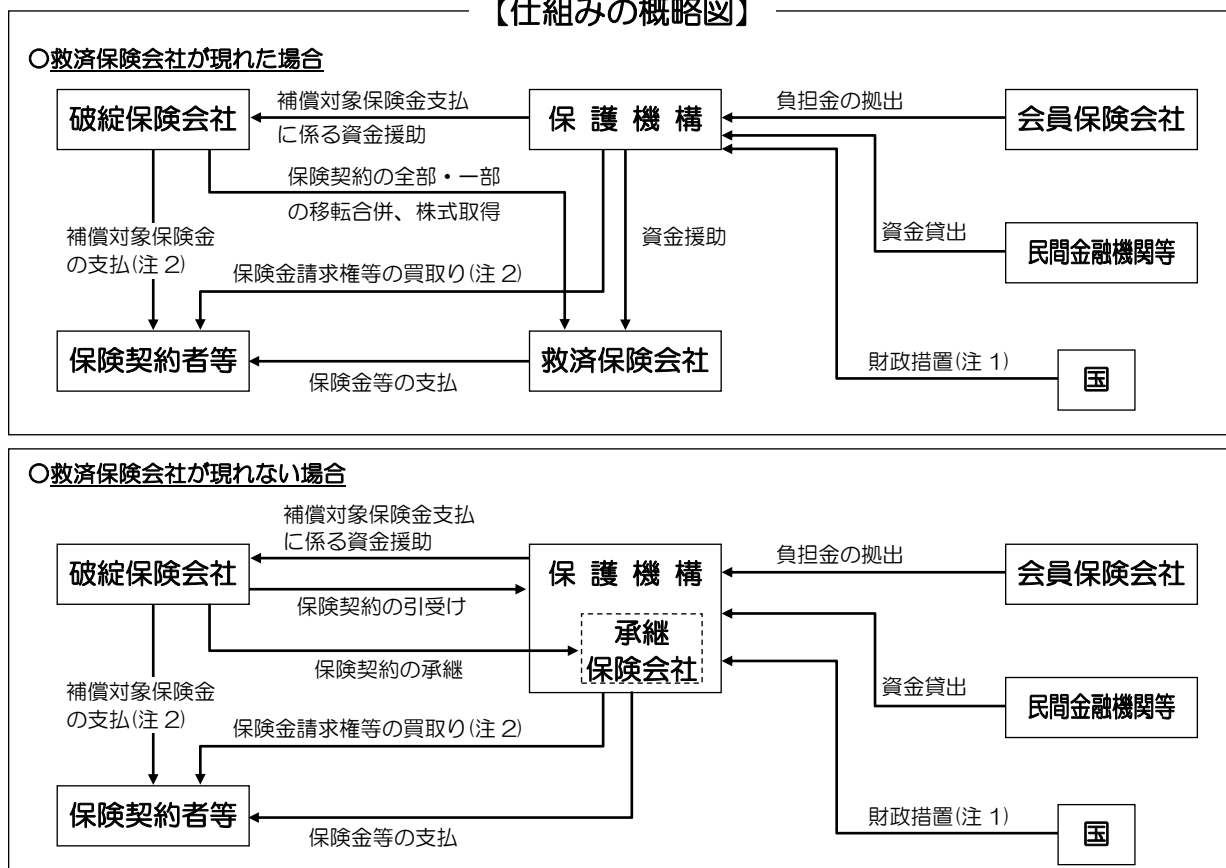 【仕組みの概略図】
〇救済保険会社が現れた場合
破綻保険会社
補償対象保険金支払
に係る資金援助
保護機構
負担金の拠出
会員保険会社
保険契約の全部・一部
の移転合併、株式取得
補償対象保険金
の支払(注2)
資金援助
資金貸出
民間金融機関等
保険金請求権等の買取り(注2)
保険契約者等
保険金等の支払
救済保険会社
財政措置(注1)
国
〇救済保険会社が現れない場合
補償対象保険金支払
に係る資金援助
破綻保険会社
保護機構
負担金の拠出
会員保険会社
保険契約の引受け
承継
保険会社
保険契約の承継
補償対象保険金
の支払(注2)
資金貸出
民間金融機関等
保険金請求権等の買取り(注2)
保険契約者等
保険金等の支払
財政措置(注1)
国